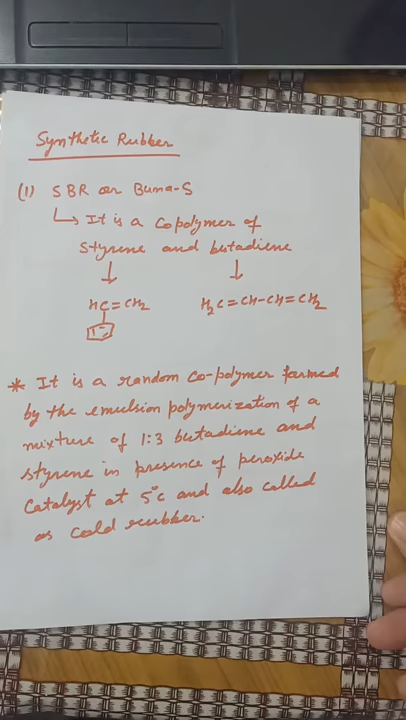 Synthetic Rubber
(1) SBR or Buna-S
↳ It is a Copolymer of
styrene and butadiene
↓ ↓
HC=CH2 H2C=CH-CH=CH2
* It is a random co-polymer formed
by the emulsion polymerization of a
mixture of 1:3 butadiene and
styrene in presence of peroxide
Catalyst at 5°c and also called
as cold rubber.